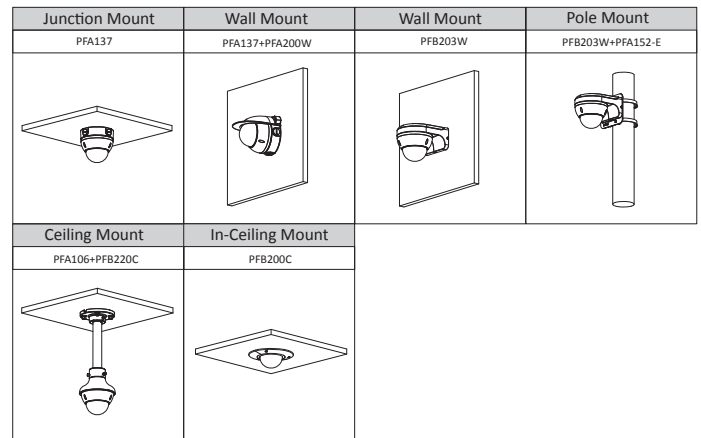 Junction Mount
Wall Mount
Wall Mount
Pole Mount
PFA137
PFA137+PFA200W
PFB203W
PFB203W+PFA152-E
Ceiling Mount
In-Ceiling Mount
PFA106+PFB220C
PFB200C